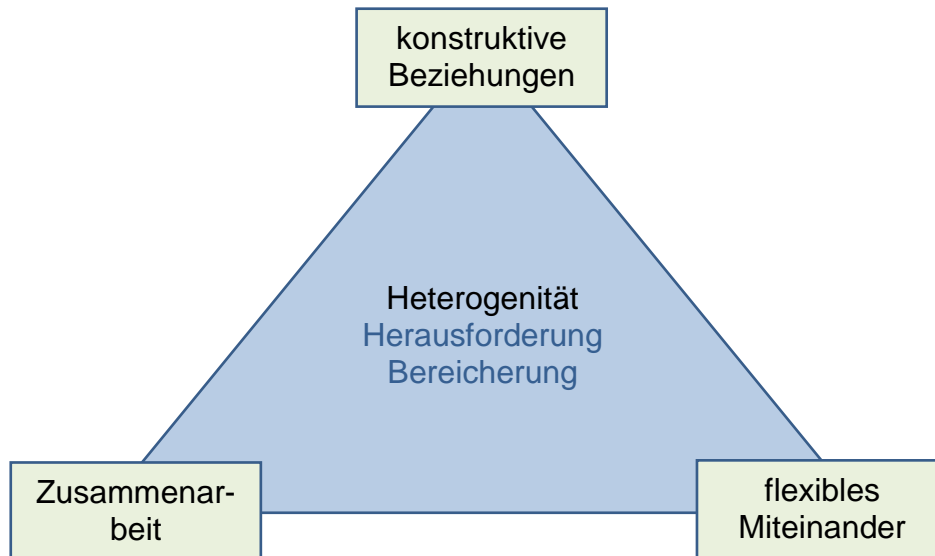 konstruktive
Beziehungen
Heterogenität
Herausforderung
Bereicherung
Zusammenar-
beit
flexibles
Miteinander